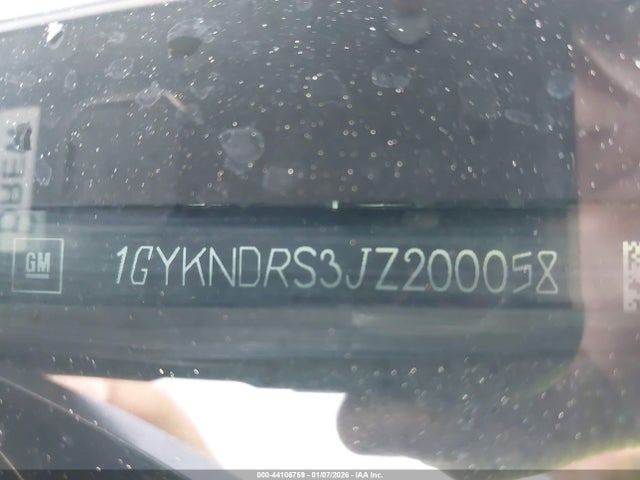 GM
1GYKNDRS3JZ200058
000-44106759 - 01/07/2026 - © IAA Inc.